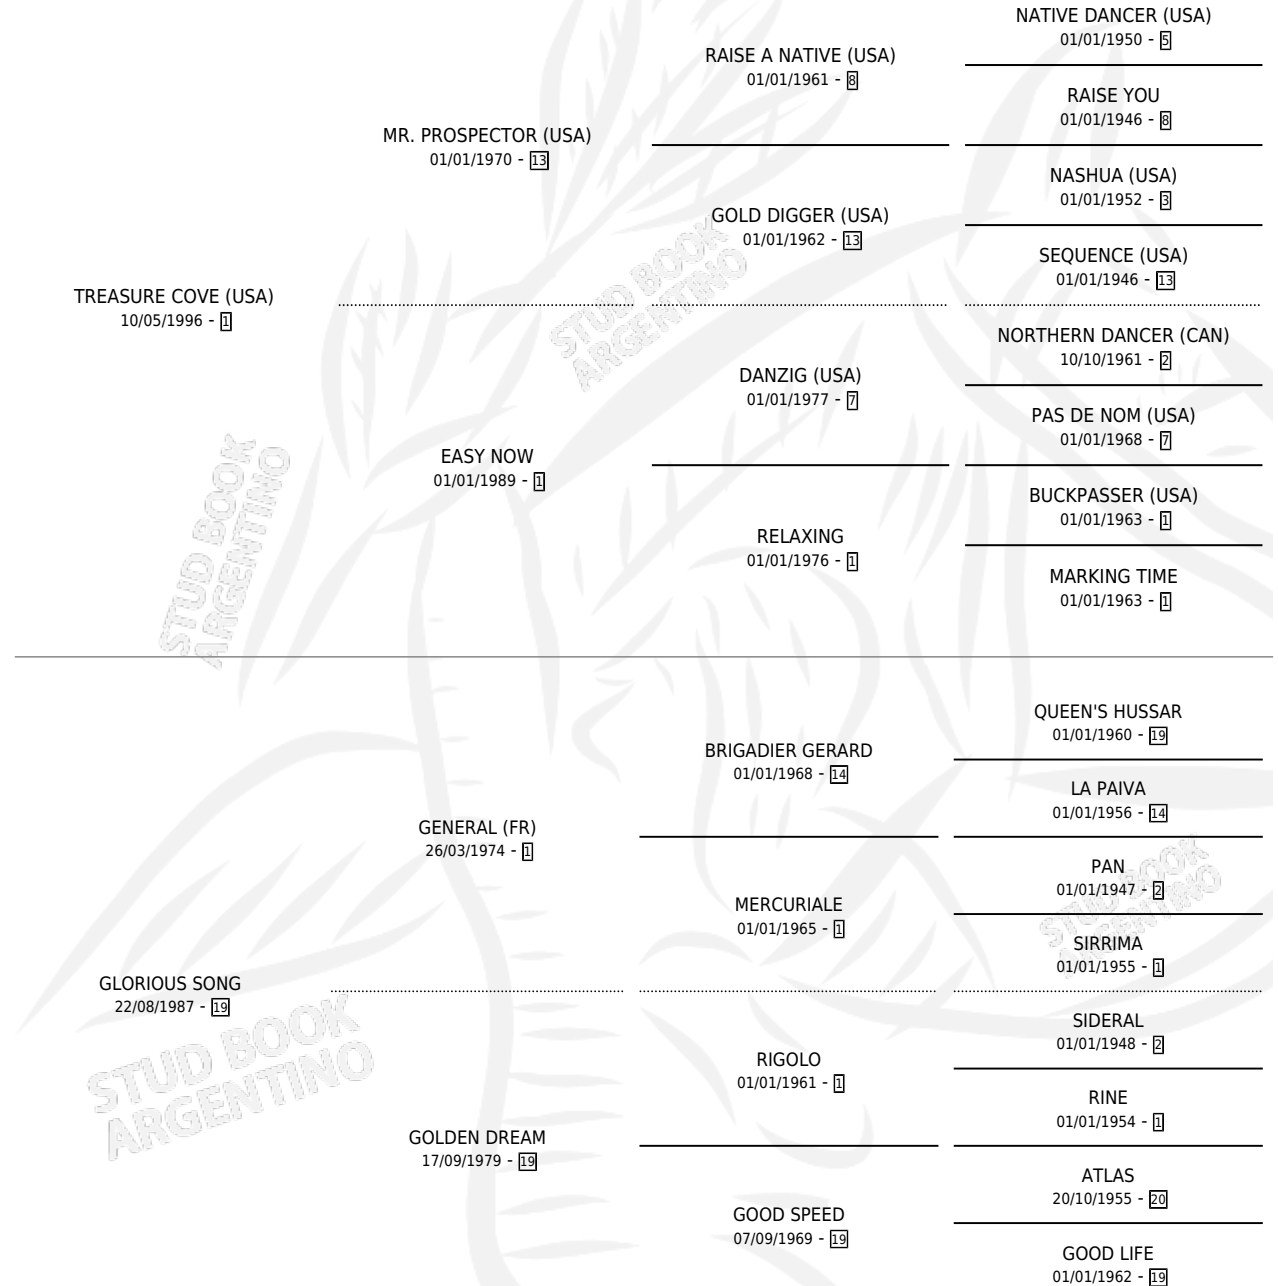 NATIVE DANCER (USA)
01/01/1950 - 5
RAISE A NATIVE (USA)
01/01/1961 - 8
RAISE YOU
01/01/1946 - 8
MR. PROSPECTOR (USA)
01/01/1970 - 13
NASHUA (USA)
01/01/1952 - 3
GOLD DIGGER (USA)
01/01/1962 - 13
SEQUENCE (USA)
01/01/1946 - 13
TREASURE COVE (USA)
10/05/1996 - 1
STUD BOOK
ARGENTINO
NORTHERN DANCER (CAN)
10/10/1961 - 2
DANZIG (USA)
01/01/1977 - 7
PAS DE NOM (USA)
01/01/1968 - 7
EASY NOW
01/01/1989 - 1
BUCKPASSER (USA)
01/01/1963 - 1
RELAXING
01/01/1976 - 1
MARKING TIME
01/01/1963 - 1
STUD BOOK
ARGENTINO
QUEEN'S HUSSAR
01/01/1960 - 19
BRIGADIER GERARD
01/01/1968 - 14
LA PAIVA
01/01/1956 - 14
GENERAL (FR)
26/03/1974 - 1
PAN
01/01/1947 - 2
MERCURIALE
01/01/1965 - 1
SIRRIMA
01/01/1955 - 1
STUD BOOK
ARGENTINO
GLORIOUS SONG
22/08/1987 - 19
SIDERAL
01/01/1948 - 2
RIGOLO
01/01/1961 - 1
RINE
01/01/1954 - 1
STUD BOOK
ARGENTINO
GOLDEN DREAM
17/09/1979 - 19
ATLAS
20/10/1955 - 20
GOOD SPEED
07/09/1969 - 19
GOOD LIFE
01/01/1962 - 19